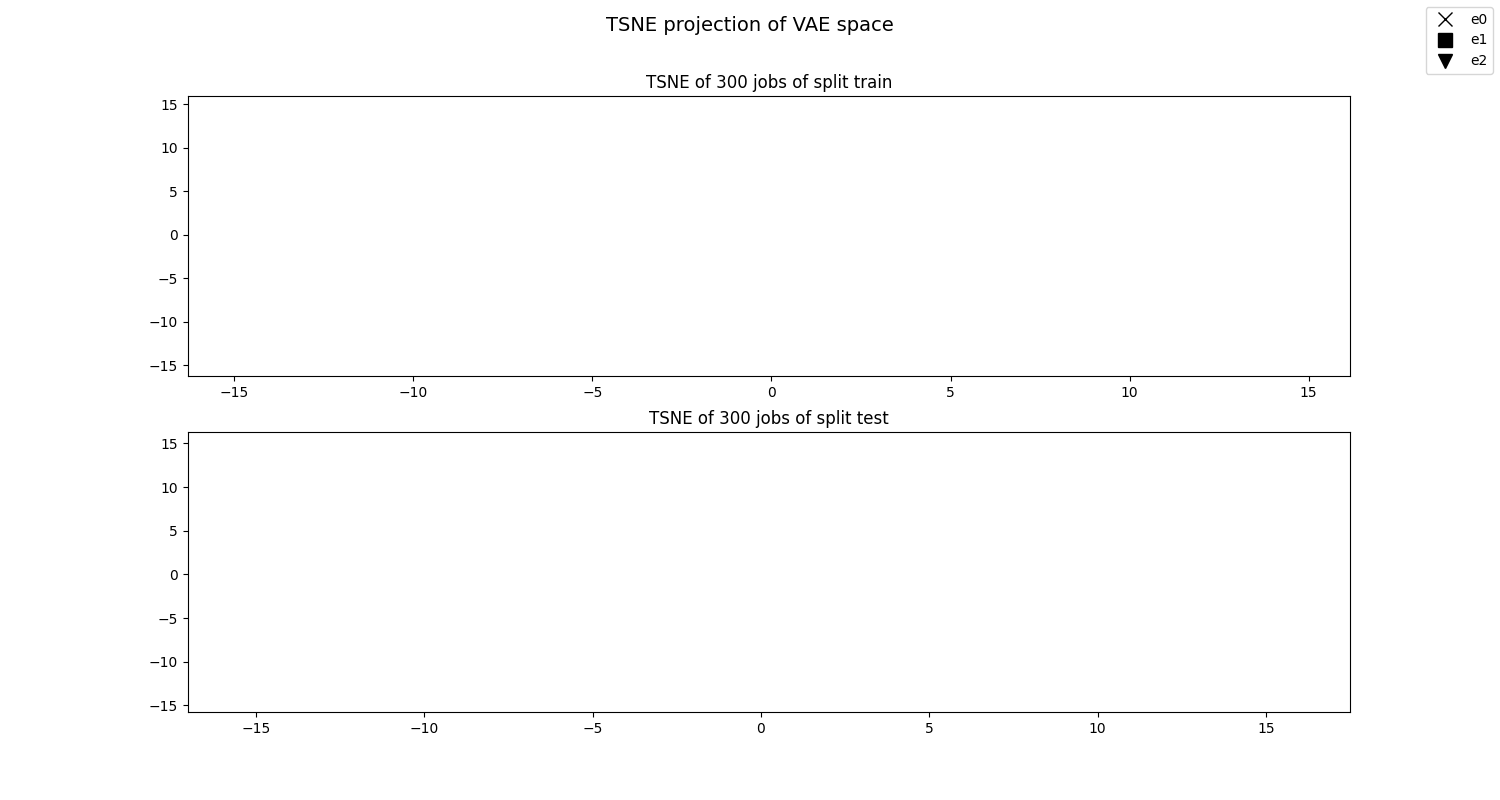 TSNE projection of VAE space
e0
e1
e2
TSNE of 300 jobs of split train
15
10
5
0
−5
−10
−15
−15 −10 −5 0 5 10 15
TSNE of 300 jobs of split test
15
10
5
0
−5
−10
−15
−15 −10 −5 0 5 10 15